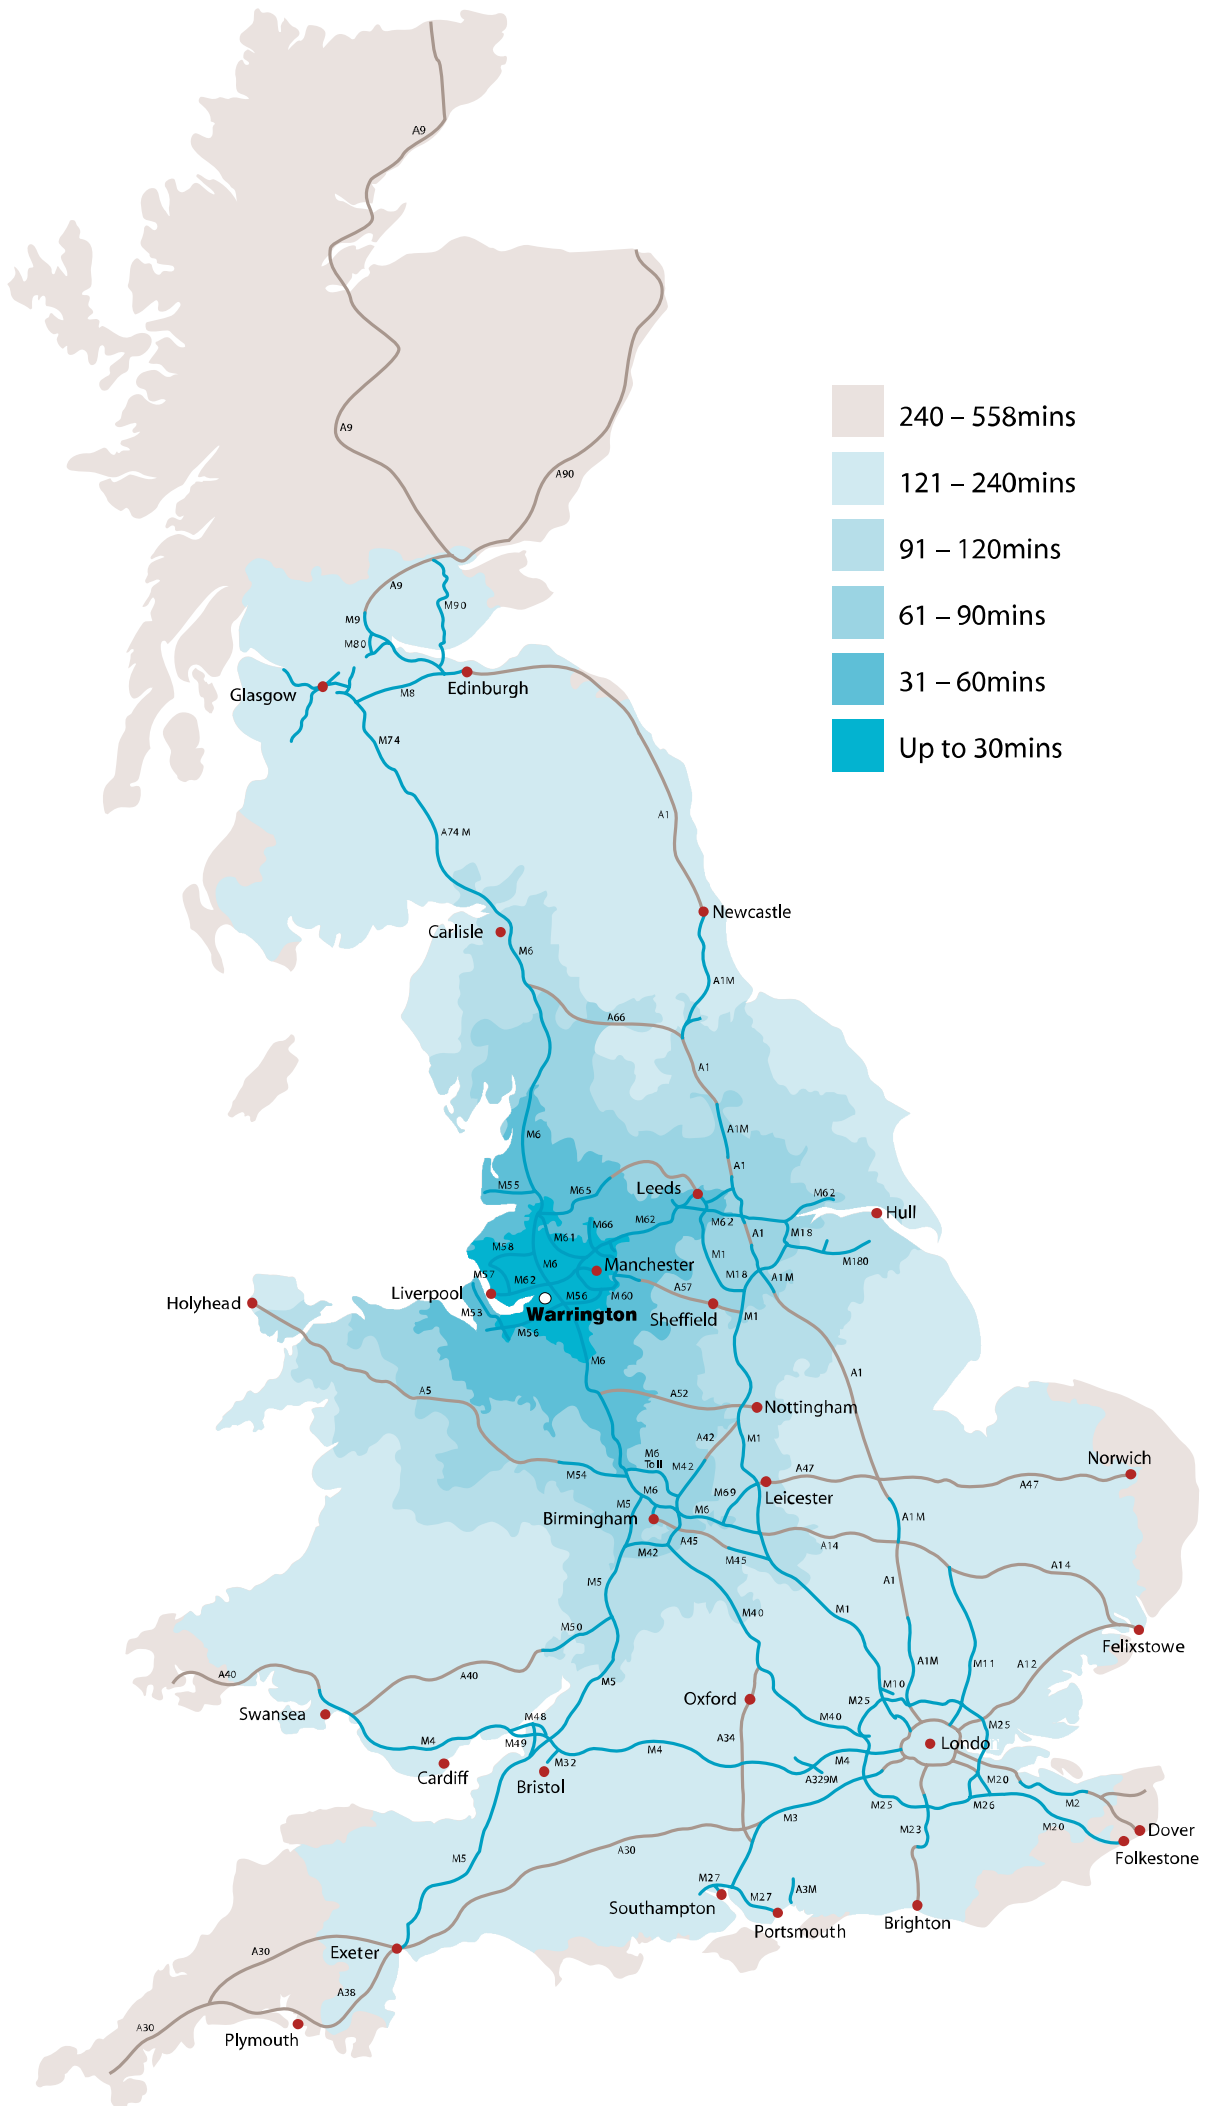 A9
A9
A90
240 – 558mins
121 – 240mins
91 – 120mins
61 – 90mins
31 – 60mins
Up to 30mins
A9
M90
M9
M80
Glasgow
M8
Edinburgh
M74
A1
A74 M
Newcastle
Carlisle
M6
A1M
A66
A1
M6
A1M
A1
M55
M65
Leeds
M62
M62
M62
Hull
M66
M61
M58
A1
M18
M180
M1
M6
M57
M62
Manchester
M18
A1M
Liverpool
M56
M60
A57
Holyhead
Warrington
M53
Sheffield
M1
M56
M6
A5
A52
A1
Nottingham
A42
M1
M6
Toll
M54
M42
A47
Norwich
A47
M6
M69
Leicester
M5
M6
Birmingham
A1M
A45
A14
M42
M45
A14
M5
A1
M40
M1
M50
Felixstowe
A40
A40
M5
A1M
M11
A12
M10
Oxford
M25
Swansea
M48
M40
M25
M49
M4
A34
M4
M4
Londo
M32
Cardiff
Bristol
A329M
M20
M25
M26
M2
M3
M23
M20
Dover
A30
M5
Folkestone
M27
A3M
M27
Southampton
Portsmouth
Brighton
A30
Exeter
A38
A30
Plymouth